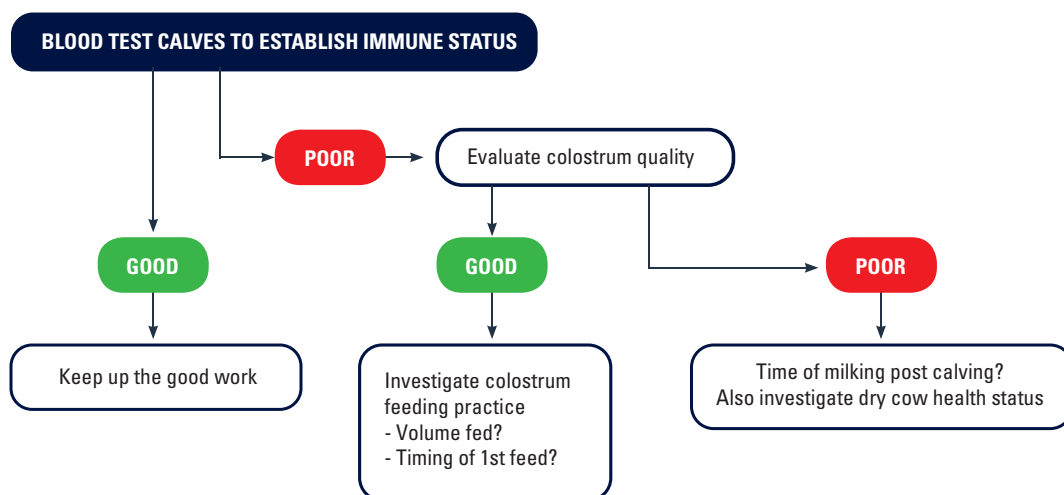 BLOOD TEST CALVES TO ESTABLISH IMMUNE STATUS
POOR
Evaluate colostrum quality
GOOD
GOOD
POOR
Keep up the good work
Investigate colostrum
feeding practice
- Volume fed?
- Timing of 1st feed?
Time of milking post calving?
Also investigate dry cow health status